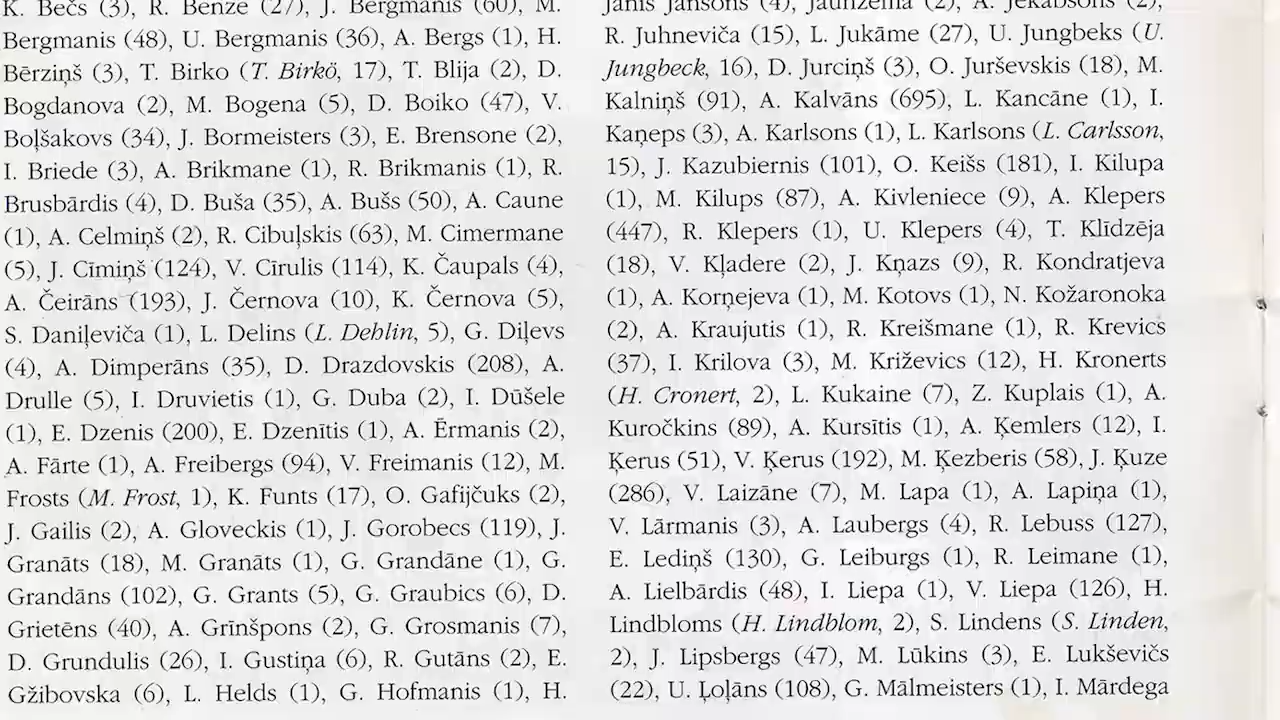 K. Bečs (3), R. Benze (27), J. Bergmanis (60), M.
Bergmanis (48), U. Bergmanis (36), A. Bergs (1), H.
Bērziņš (3), T. Birko (T. Birkö, 17), T. Blija (2), D.
Bogdanova (2), M. Bogena (5), D. Boiko (47), V.
Boļšakovs (34), J. Bormeisters (3), E. Brensone (2),
I. Briede (3), A. Brikmane (1), R. Brikmanis (1), R.
Brusbārdis (4), D. Buša (35), A. Bušs (50), A. Caune
(1), A. Celmiņš (2), R. Cibuļskis (63), M. Cimermane
(5), J. Cīmiņš (124), V. Cīrulis (114), K. Čaupals (4),
A. Čeirāns (193), J. Černova (10), K. Černova (5),
S. Daniļeviča (1), L. Delins (L. Dehlin, 5), G. Diļevs
(4), A. Dimperāns (35), D. Drazdovskis (208), A.
Drulle (5), I. Druvietis (1), G. Duba (2), I. Dūšele
(1), E. Dzenis (200), E. Dzenītis (1), A. Ērmanis (2),
A. Fārte (1), A. Freibergs (94), V. Freimanis (12), M.
Frosts (M. Frost, 1), K. Funts (17), O. Gafijčuks (2),
J. Gailis (2), A. Gloveckis (1), J. Gorobecs (119), J.
Granāts (18), M. Granāts (1), G. Grandāne (1), G.
Grandāns (102), G. Grants (5), G. Graubics (6), D.
Grietēns (40), A. Grīnšpons (2), G. Grosmanis (7),
D. Grundulis (26), I. Gustiņa (6), R. Gutāns (2), E.
Gžibovska (6), L. Helds (1), G. Hofmanis (1), H.
Jānis Jansons (4), Jaunzema (2), A. Jēkabsons (2),
R. Juhneviča (15), L. Jukāme (27), U. Jungbeks (U.
Jungbeck, 16), D. Jurciņš (3), O. Jurševskis (18), M.
Kalniņš (91), A. Kalvāns (695), L. Kancāne (1), I.
Kaņeps (3), A. Karlsons (1), L. Karlsons (L. Carlsson,
15), J. Kazubiernis (101), O. Keišs (181), I. Kilupa
(1), M. Kilups (87), A. Kivleniece (9), A. Klepers
(447), R. Klepers (1), U. Klepers (4), T. Klīdzēja
(18), V. Kļadere (2), J. Kņazs (9), R. Kondratjeva
(1), A. Korņejeva (1), M. Kotovs (1), N. Kožaronoka
(2), A. Kraujutis (1), R. Kreišmane (1), R. Krevics
(37), I. Krilova (3), M. Križevics (12), H. Kronerts
(H. Cronert, 2), L. Kukaine (7), Z. Kuplais (1), A.
Kuročkins (89), A. Kursītis (1), A. Ķemlers (12), I.
Ķerus (51), V. Ķerus (192), M. Ķezberis (58), J. Ķuze
(286), V. Laizāne (7), M. Lapa (1), A. Lapiņa (1),
V. Lārmanis (3), A. Laubergs (4), R. Lebuss (127),
E. Lediņš (130), G. Leiburgs (1), R. Leimane (1),
A. Lielbārdis (48), I. Liepa (1), V. Liepa (126), H.
Lindbloms (H. Lindblom, 2), S. Lindens (S. Linden,
2), J. Lipsbergs (47), M. Lūkins (3), E. Lukševičs
(22), U. Ļoļāns (108), G. Mālmeisters (1), I. Mārdega